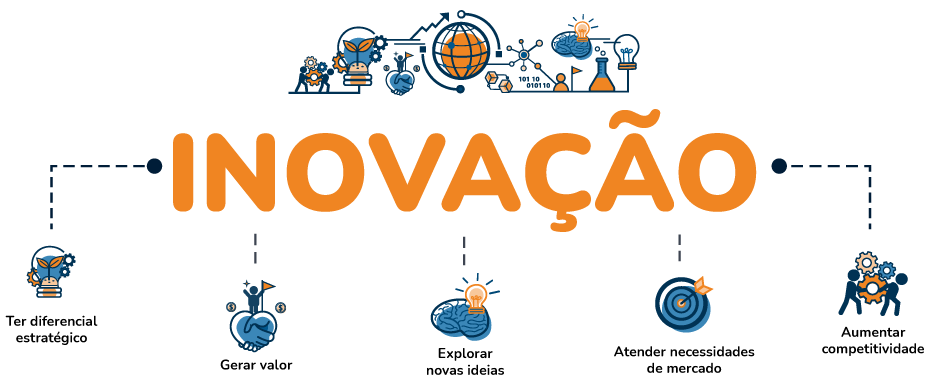 101 10
010110
INOVAÇÃO
Ter diferencial
estratégico
Gerar valor
Explorar
novas ideias
Atender necessidades
de mercado
Aumentar
competitividade